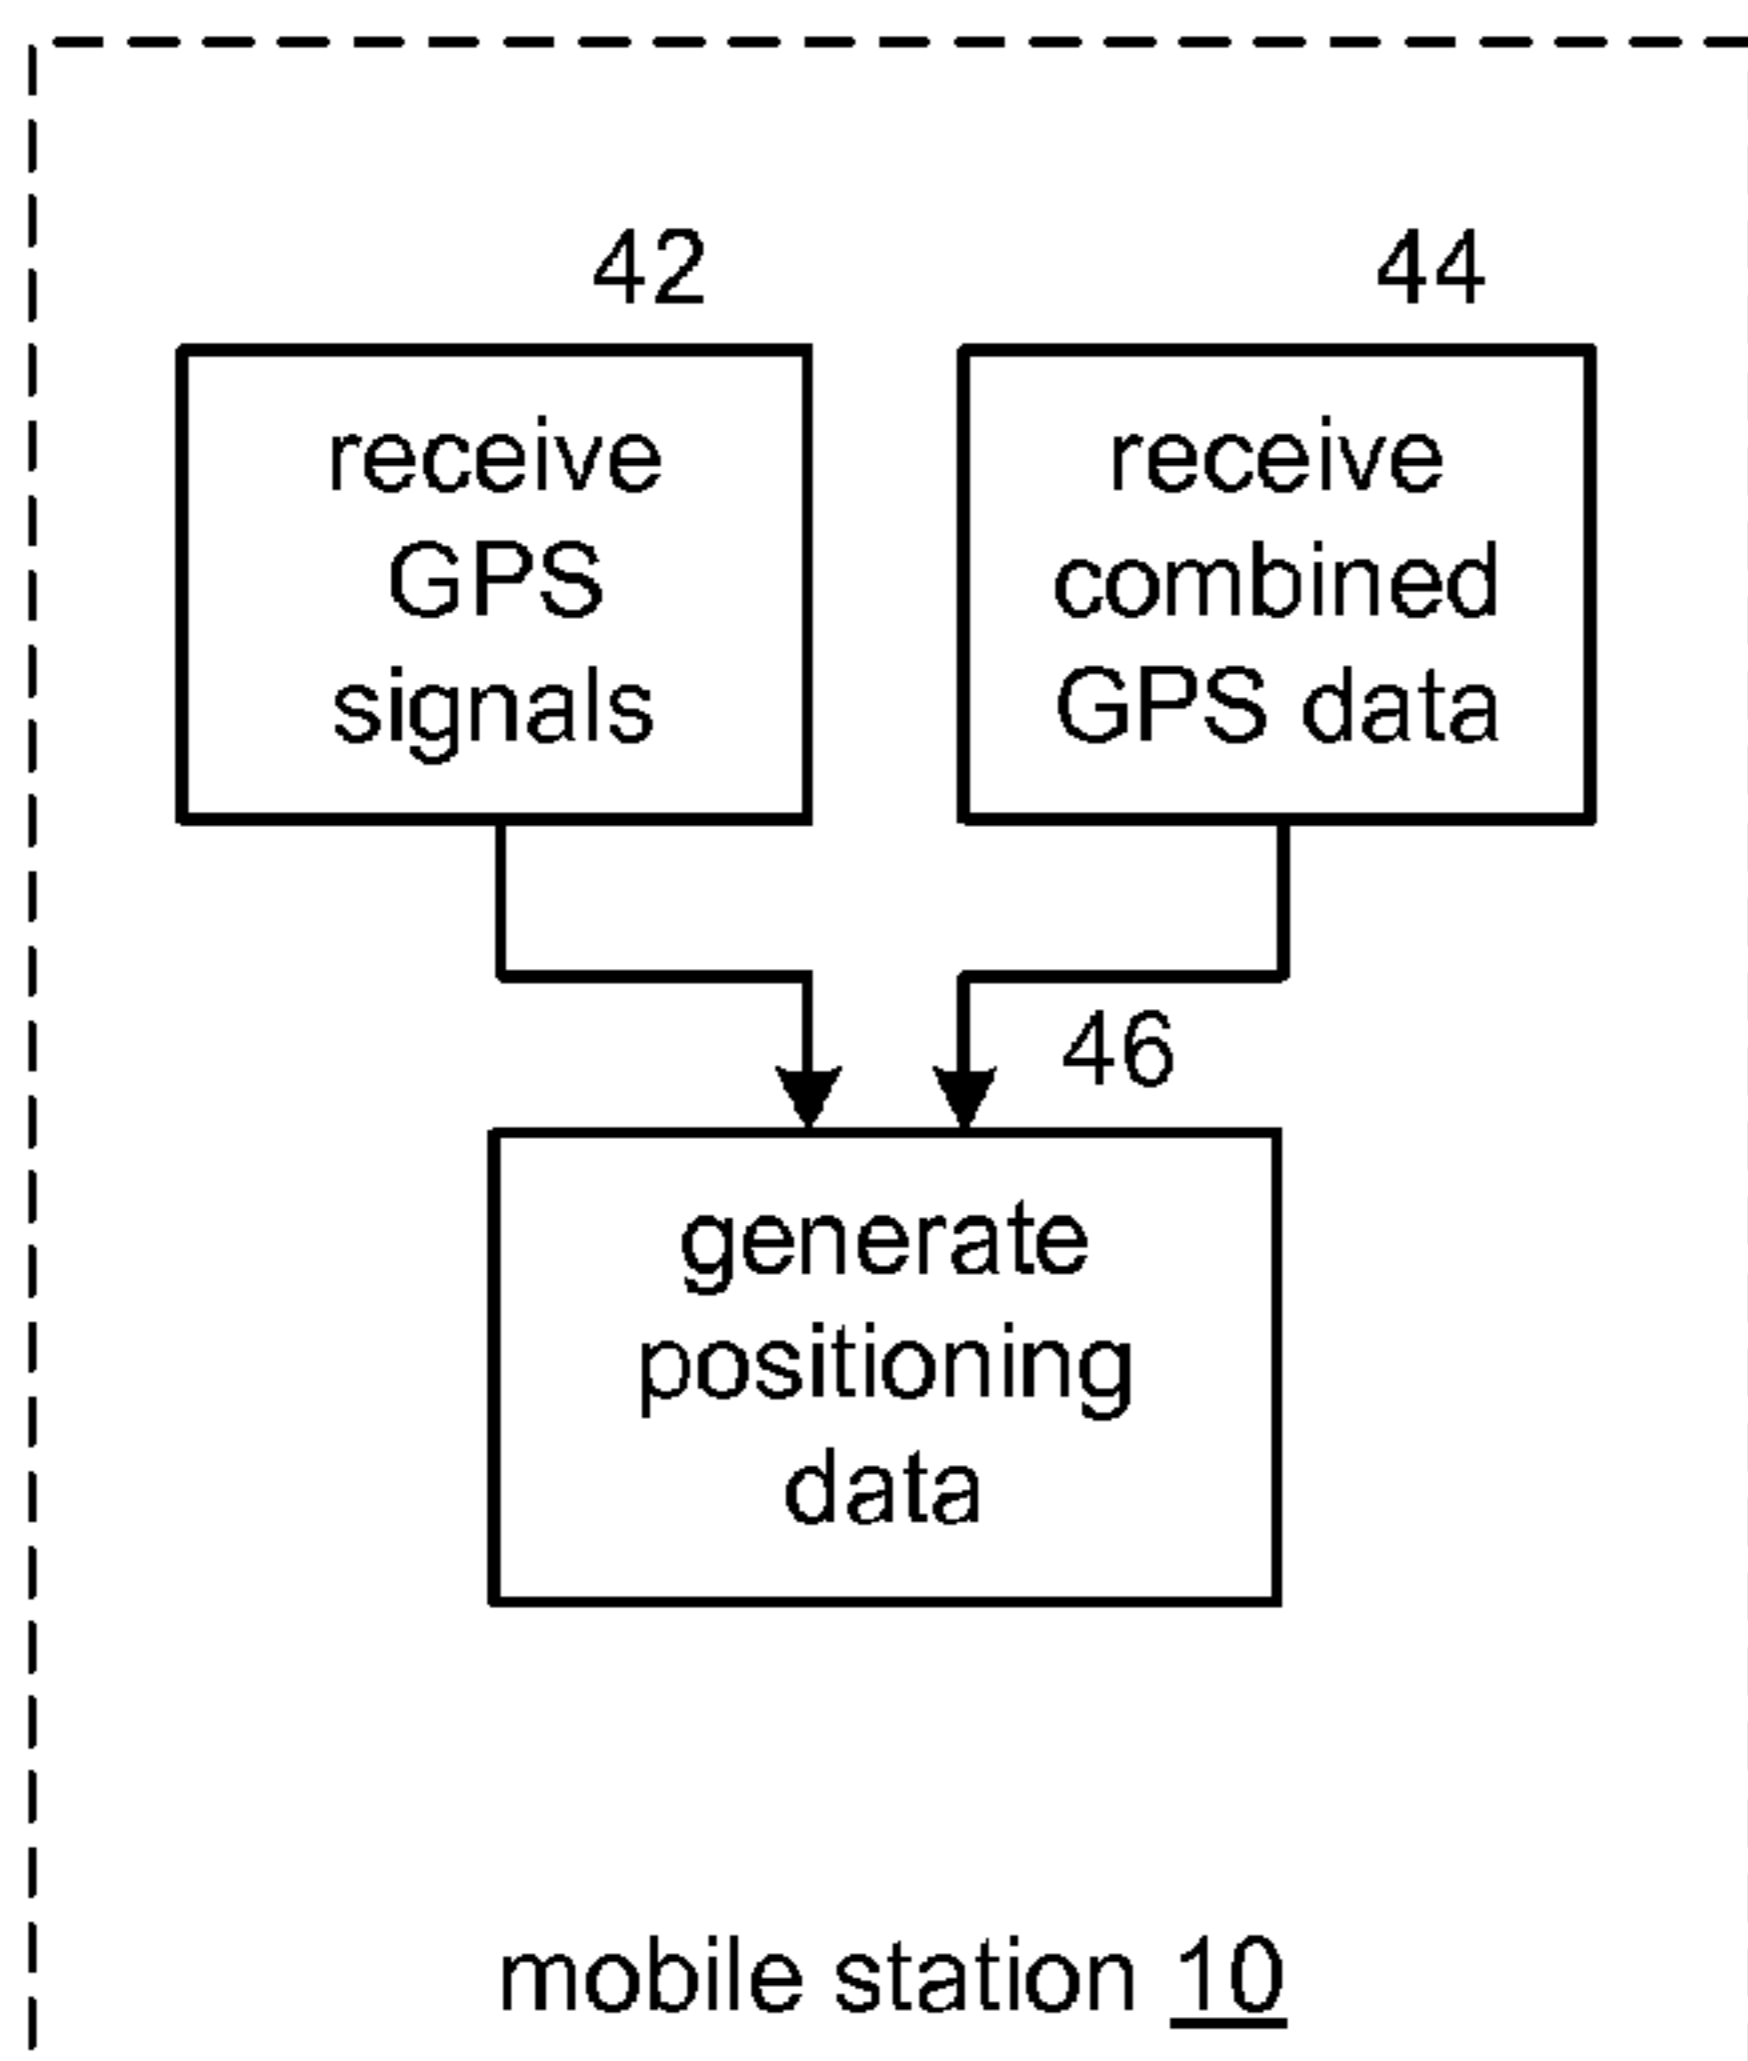 42
receive
GPS
signals
44
receive
combined
GPS data
46
generate
positioning
data
mobile station 10